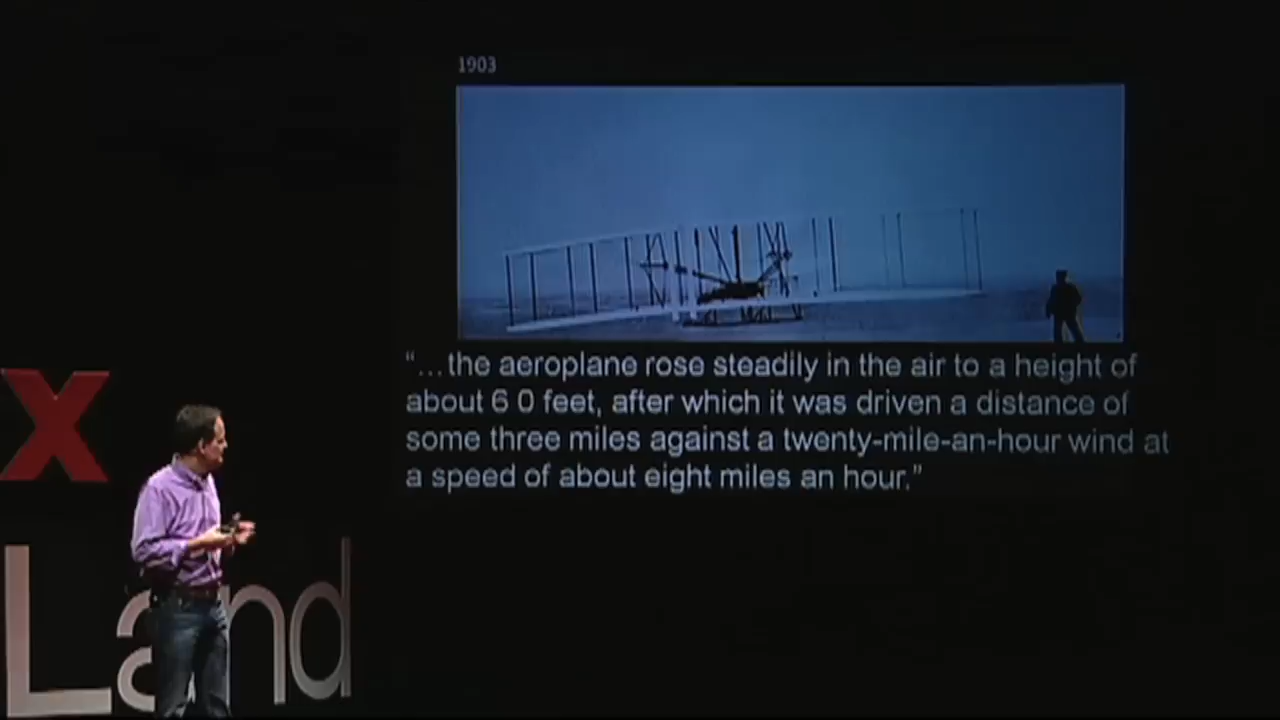 1903
“…the aeroplane rose steadily in the air to a height of
about 6 0 feet, after which it was driven a distance of
some three miles against a twenty-mile-an-hour wind at
a speed of about eight miles an hour.”
x
Land